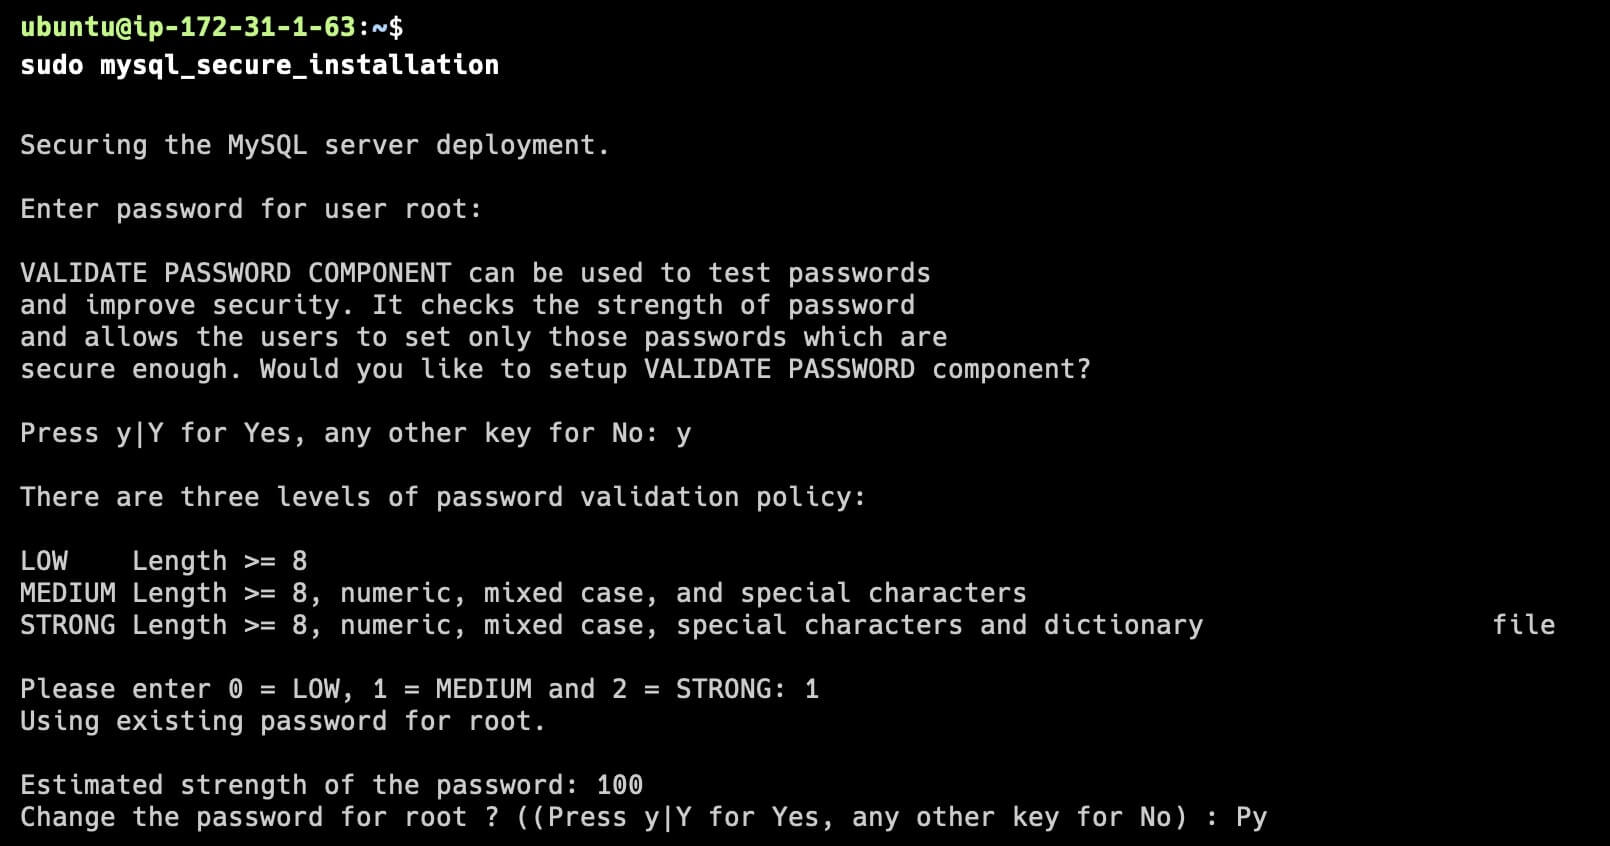 ubuntu@ip-172-31-1-63:~$
sudo mysql_secure_installation
Securing the MySQL server deployment.
Enter password for user root:
VALIDATE PASSWORD COMPONENT can be used to test passwords
and improve security. It checks the strength of password
and allows the users to set only those passwords which are
secure enough. Would you like to setup VALIDATE PASSWORD component?
Press y|Y for Yes, any other key for No: y
There are three levels of password validation policy:
LOW    Length >= 8
MEDIUM Length >= 8, numeric, mixed case, and special characters
STRONG Length >= 8, numeric, mixed case, special characters and dictionary                  file
Please enter 0 = LOW, 1 = MEDIUM and 2 = STRONG: 1
Using existing password for root.
Estimated strength of the password: 100
Change the password for root ? ((Press y|Y for Yes, any other key for No) : Py